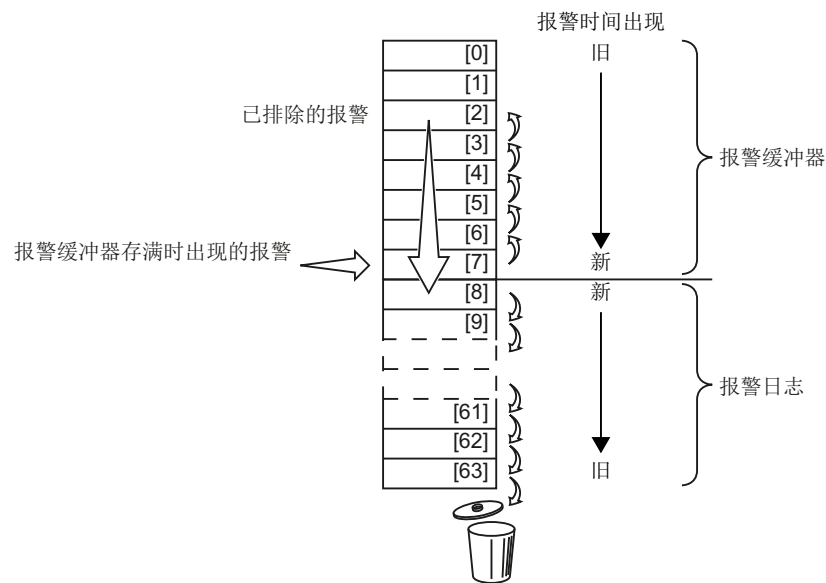 报警时间出现
[0]
旧
[1]
已排除的报警
[2]
[3]
[4]
报警缓冲器
[5]
[6]
报警缓冲器存满时出现的报警
[7]
新
[8]
新
[9]
报警日志
[61]
[62]
[63]
旧